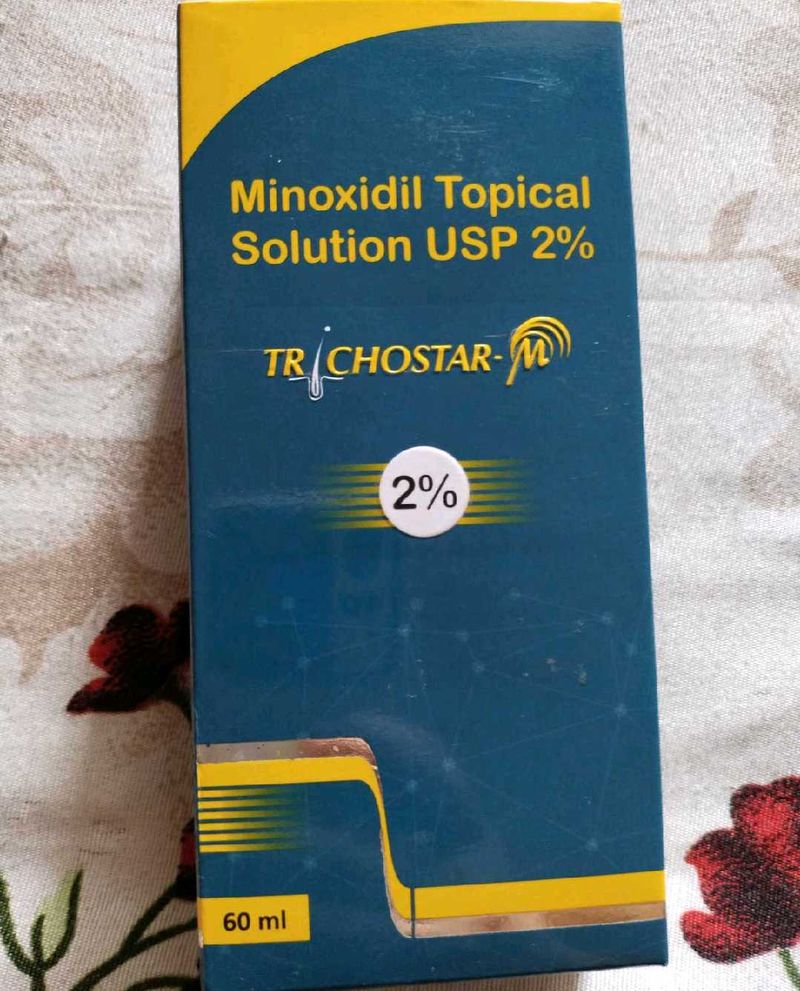 Minoxidil Topical
Solution USP 2%
TRICHOSTAR-M
2%
60 ml